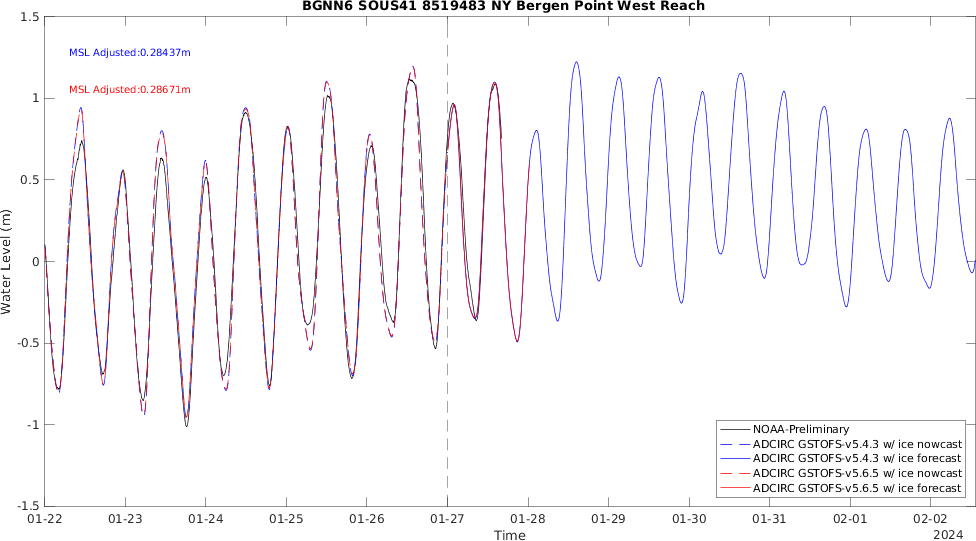 BGNN6 SOUS41 8519483 NY Bergen Point West Reach
1.5
MSL Adjusted:0.28437m
MSL Adjusted:0.28671m
1
0.5
0
-0.5
-1
-1.5
Water Level (m)
NOAA-Preliminary
ADCIRC GSTOFS-v5.4.3 w/ ice nowcast
ADCIRC GSTOFS-v5.4.3 w/ ice forecast
ADCIRC GSTOFS-v5.6.5 w/ ice nowcast
ADCIRC GSTOFS-v5.6.5 w/ ice forecast
01-22 01-23 01-24 01-25 01-26 01-27 01-28 01-29 01-30 01-31 02-01 02-02
2024
Time